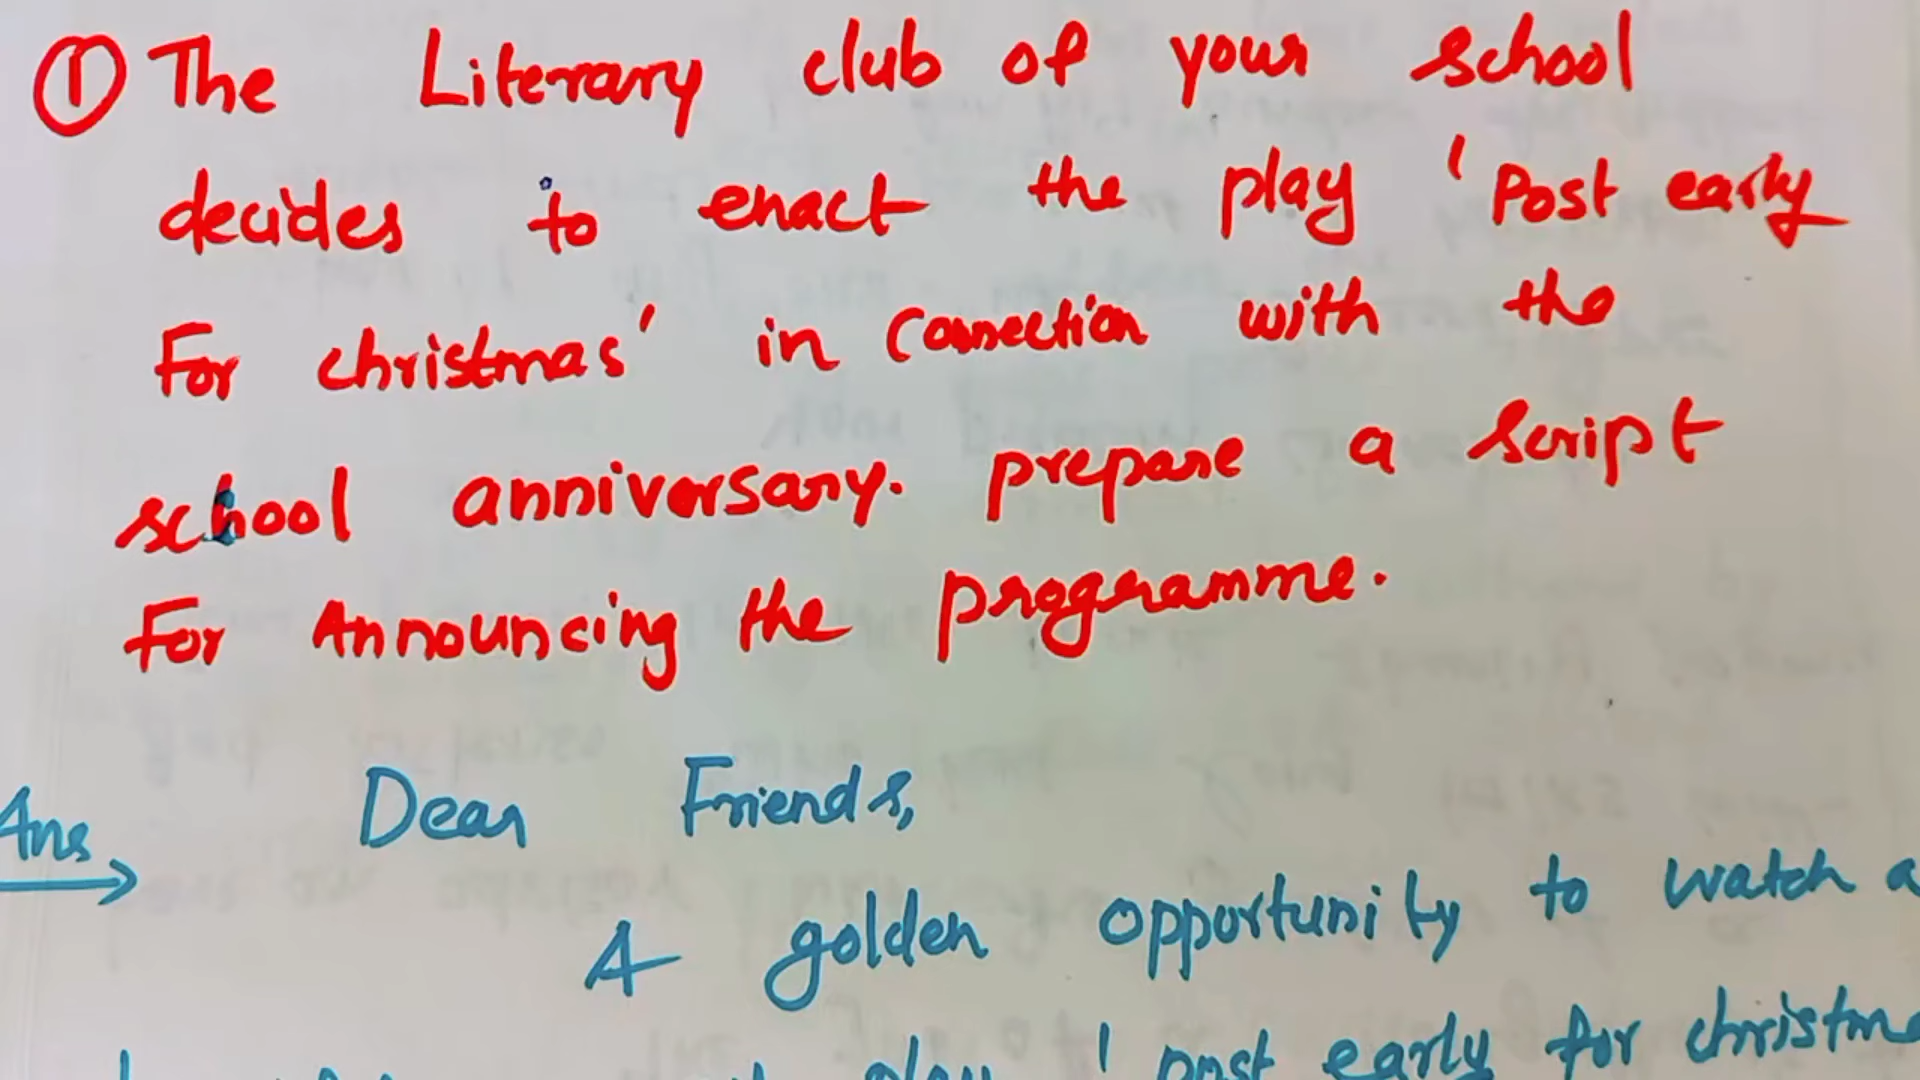 ① The Literary club of your school
decides to enact the play 'Post early
For christmas' in connection with the
school anniversary. prepare a script
For Announcing the programme.
Ans → Dear Friends,
A golden opportunity to watch a
play ' post early for christma